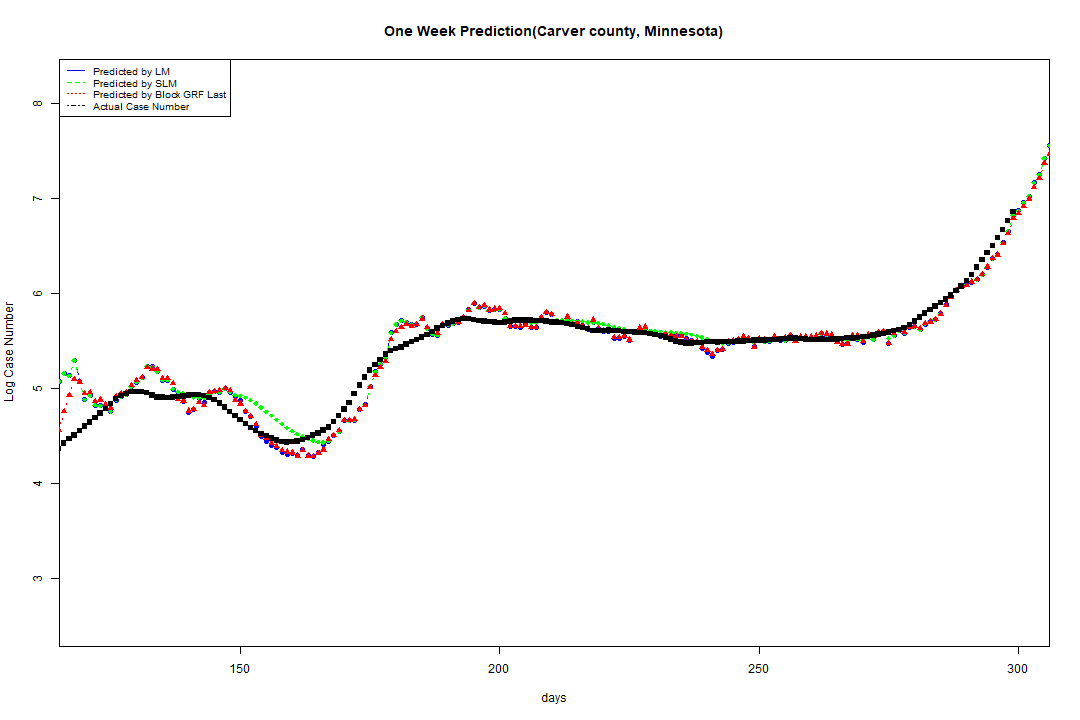 One Week Prediction(Carver county, Minnesota)
Predicted by LM
Predicted by SLM
Predicted by Block GRF Last
Actual Case Number
8
7
6
5
4
3
Log Case Number
150 200 250 300
days